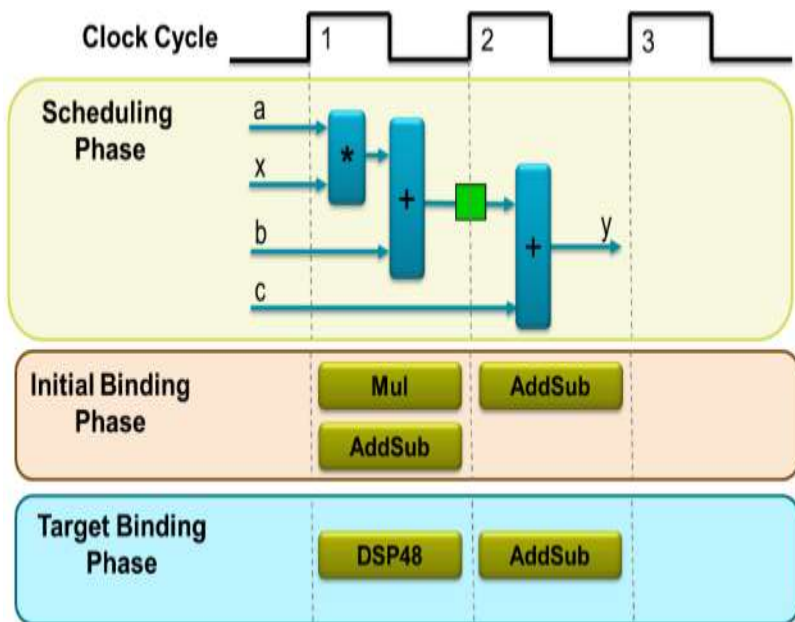 Clock Cycle 1 2 3
Scheduling
Phase
a
x
b
c
*
+
+
y
Initial Binding
Phase
Mul AddSub
AddSub
Target Binding
Phase
DSP48 AddSub